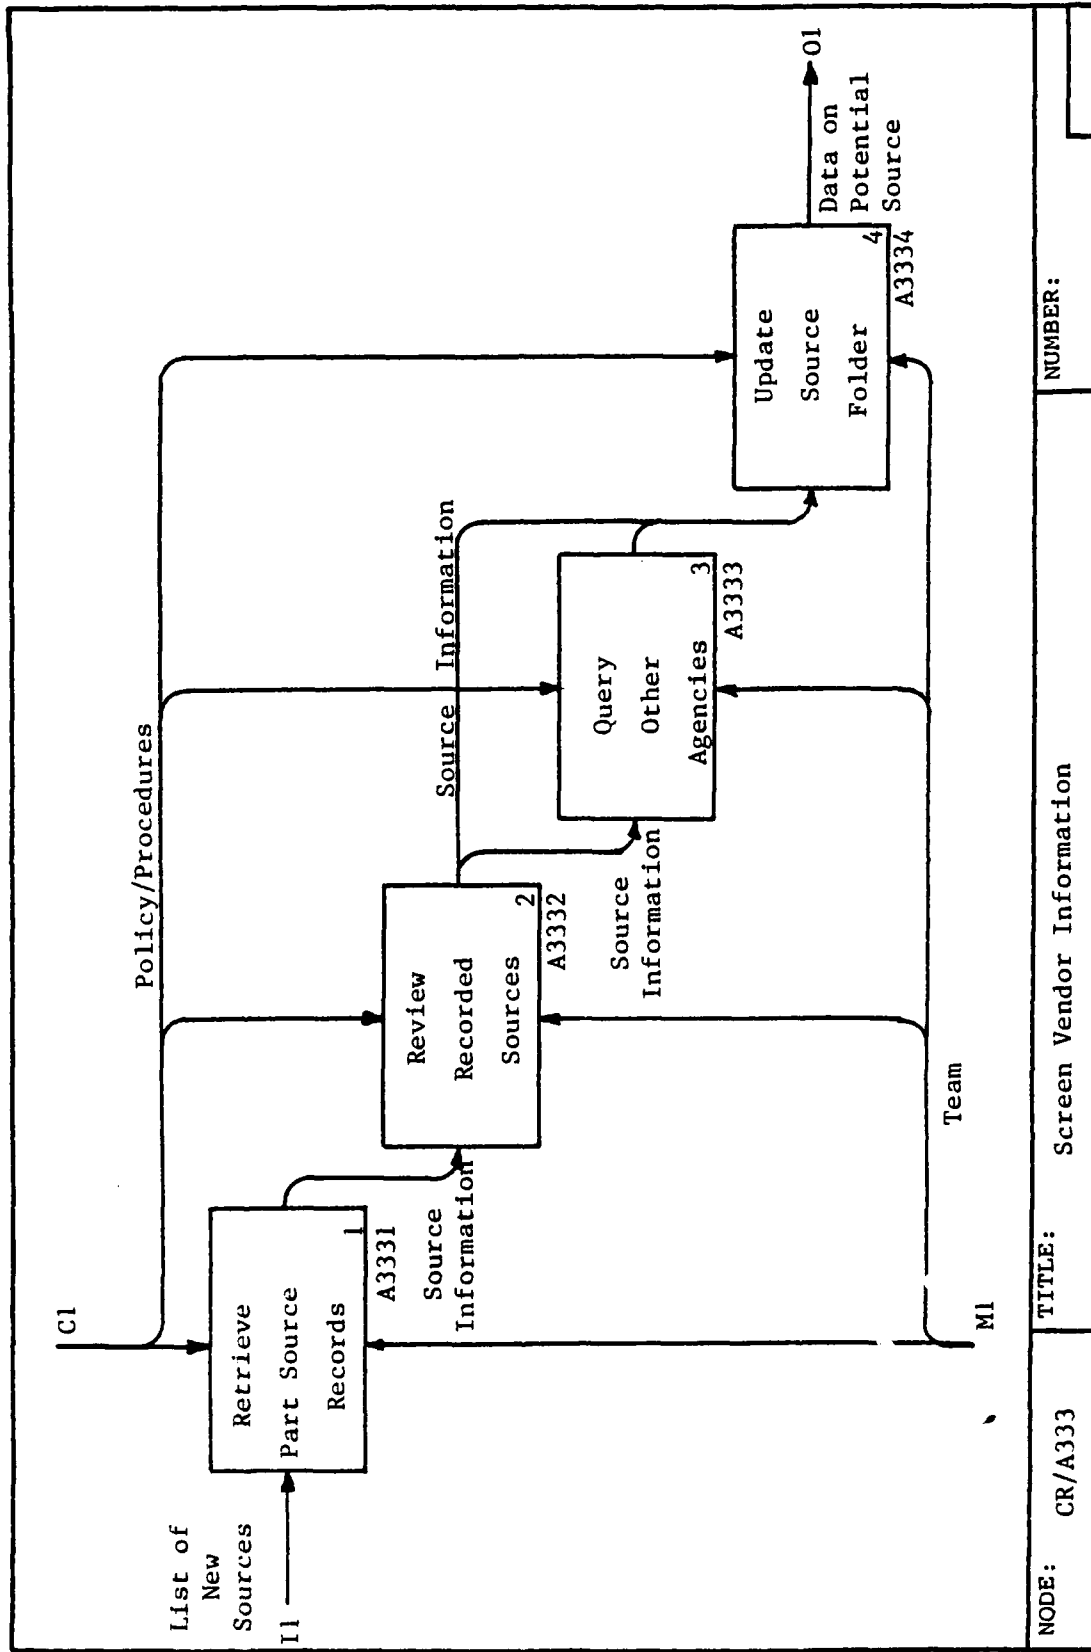 C1
Policy/Procedures
List of
New
Sources
I1
Retrieve
Part Source
Records
1
A3331
Source
Information
Review
Recorded
Sources
2
A3332
Source Information
Source
Information
Query
Other
Agencies
3
A3333
Update
Source
Folder
4
A3334
Data on
Potential
Source
O1
Team
M1
NODE:
CR/A333
TITLE:
Screen Vendor Information
NUMBER: